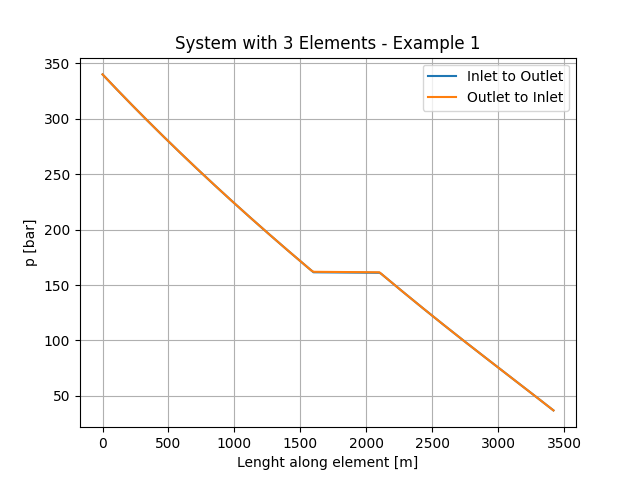 System with 3 Elements - Example 1
Inlet to Outlet
Outlet to Inlet
350
300
250
200
150
100
50
p [bar]
0 500 1000 1500 2000 2500 3000 3500
Lenght along element [m]